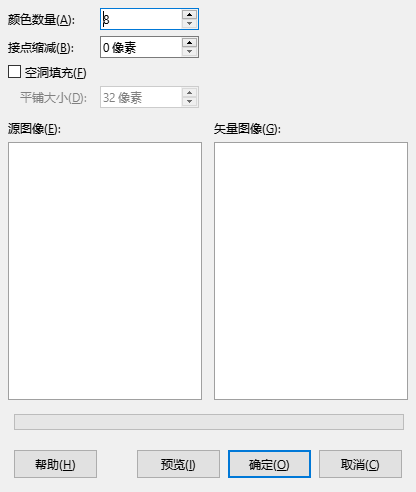 颜色数量(A): 8
接点缩减(B): 0 像素
空洞填充(F)
平铺大小(D): 32 像素
源图像(E): 矢量图像(G):
帮助(H) 预览(I) 确定(O) 取消(C)